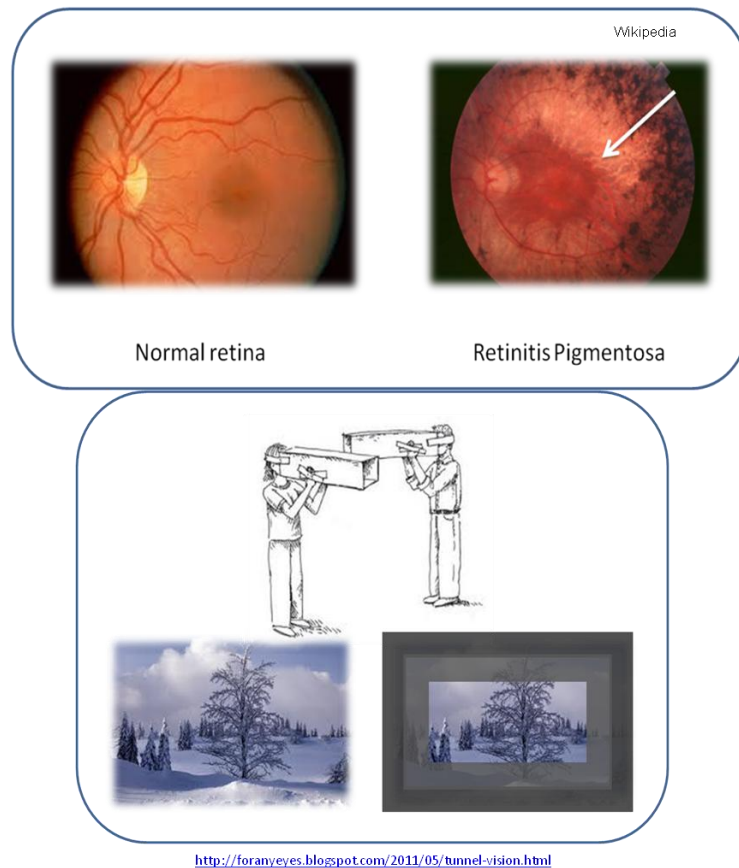 Wikipedia
Normal retina
Retinitis Pigmentosa
http://foranyeyes.blogspot.com/2011/05/tunnel-vision.html